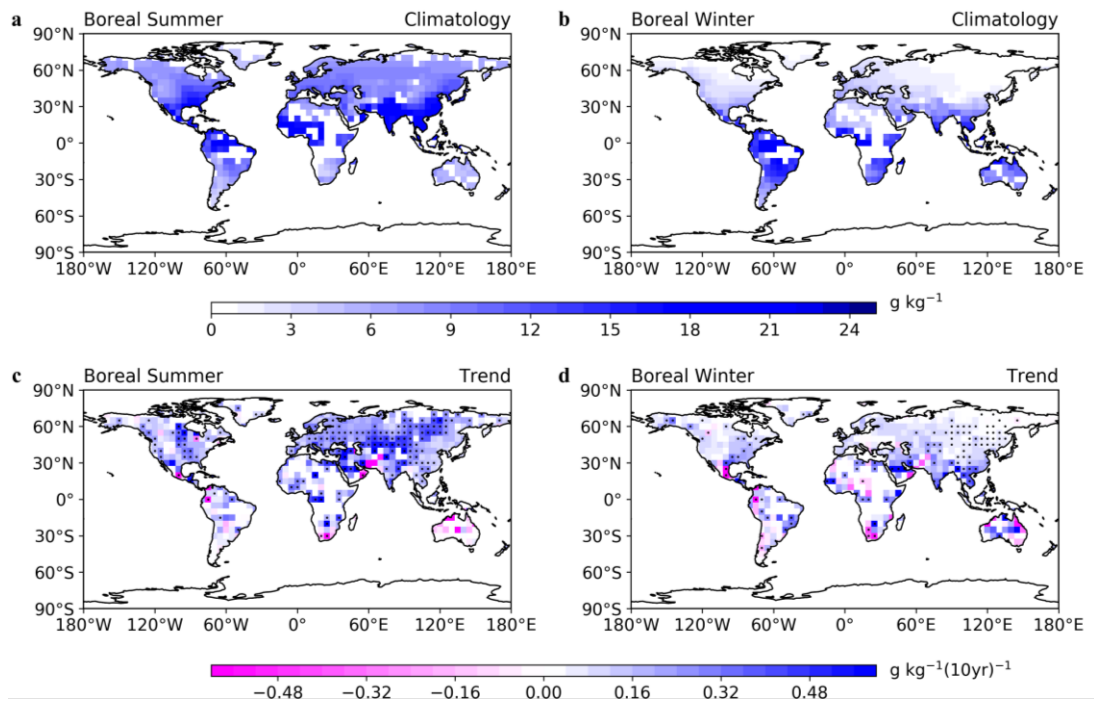 a Boreal Summer Climatology
90°N
60°N
30°N
0°
30°S
60°S
90°S
180°W 120°W 60°W 0° 60°E 120°E 180°E
b Boreal Winter Climatology
90°N
60°N
30°N
0°
30°S
60°S
90°S
180°W 120°W 60°W 0° 60°E 120°E 180°E
0 3 6 9 12 15 18 21 24 g kg⁻¹
c Boreal Summer Trend
90°N
60°N
30°N
0°
30°S
60°S
90°S
180°W 120°W 60°W 0° 60°E 120°E 180°E
d Boreal Winter Trend
90°N
60°N
30°N
0°
30°S
60°S
90°S
180°W 120°W 60°W 0° 60°E 120°E 180°E
−0.48 −0.32 −0.16 0.00 0.16 0.32 0.48 g kg⁻¹(10yr)⁻¹